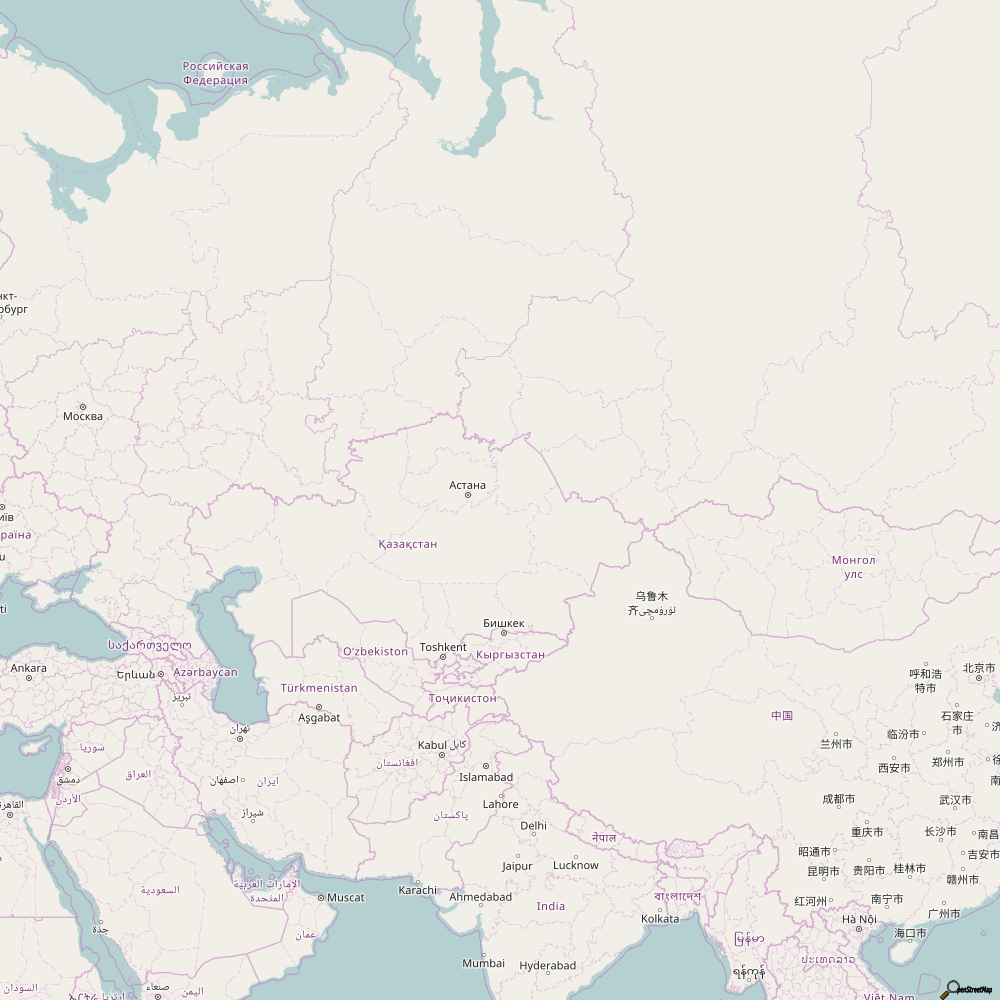 Российская
Федерация
нкт-
рбург
Москва
Астана
Қазақстан
Монгол
улс
乌鲁木
齐 ئۈرۈمچی
Бишкек
Toshkent
Oʻzbekiston
Кыргызстан
საქართველო
Ankara
Երևան
Azərbaycan
تبریز
Türkmenistan
Aşgabat
Тоҷикистон
呼和浩
特市
北京市
石家庄
市
中国
临汾市
济
兰州市
郑州市
西安市
徐
南
تهران
Kabul كابل
افغانستان
سوريا
دمشق
العراق
اصفهان
ایران
Islamabad
الأردن
القاهرة
Lahore
شیراز
پاکستان
成都市
武汉市
Delhi
नेपाल
重庆市
长沙市
南昌
昭通市
吉安市
昆明市
贵阳市
桂林市
赣州市
Jaipur
Lucknow
السعودية
الإمارات العربية
المتحدة
Muscat
Karachi
Ahmedabad
India
বাংলাদেশ
Kolkata
红河州
南宁市
广州市
Hà Nội
海口市
جدة
عمان
မြန်မာ
Mumbai
Hyderabad
ရန်ကုန်
ປະເທດລາວ
صنعاء
اليمن
السودان
Việt Nam
OpenStreetMap